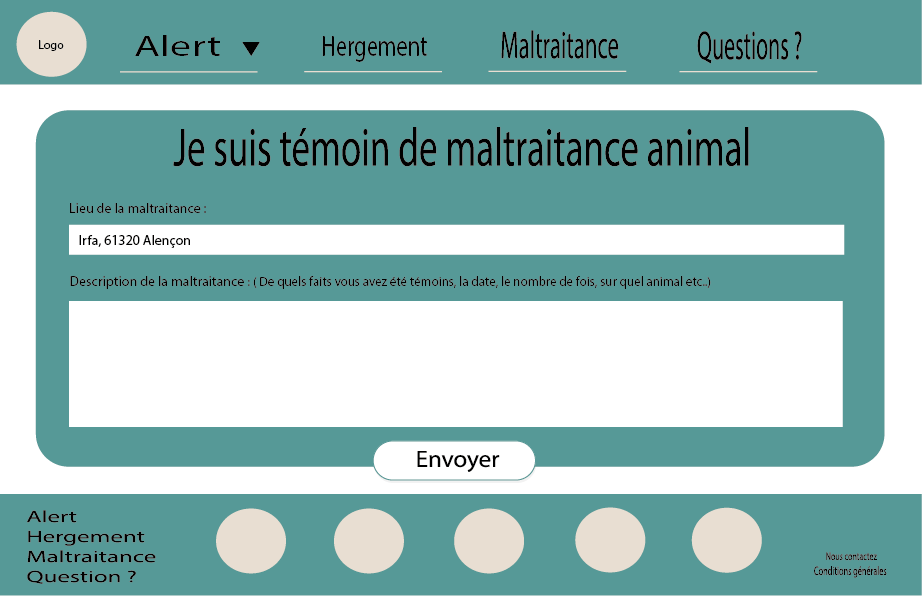 Logo
Alert
Hergement
Maltraitance
Questions ?
Je suis témoin de maltraitance animal
Lieu de la maltraitance :
Irfa, 61320 Alençon
Description de la maltraitance : ( De quels faits vous avez été témoins, la date, le nombre de fois, sur quel animal etc..)
Envoyer
Alert
Hergement
Maltraitance
Question ?
Nous contactez
Conditions générales